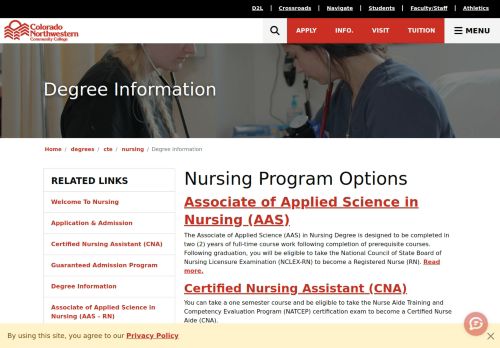 D2L | Crossroads | Navigate | Students | Faculty/Staff | Athletics
Colorado
Northwestern
Community College
APPLY INFO. VISIT TUITION MENU
Degree Information
Home / degrees / cte / nursing / Degree Information
RELATED LINKS
Welcome To Nursing
Application & Admission
Certified Nursing Assistant (CNA)
Guaranteed Admission Program
Degree Information
Associate of Applied Science in
Nursing (AAS - RN)
Nursing Program Options
Associate of Applied Science in
Nursing (AAS)
The Associate of Applied Science (AAS) in Nursing Degree is designed to be completed in
two (2) years of full-time course work following completion of prerequisite courses.
Following graduation, you will be eligible to take the National Council of State Board
of Nursing Licensure Examination (NCLEX-RN) to become a Registered Nurse (RN). Read
more.
Certified Nursing Assistant (CNA)
You can take a one semester course and be eligible to take the Nurse Aide Training and
Competency Evaluation Program (NATCEP) certification exam to become a Certified Nurse
Aide (CNA).
By using this site, you agree to our Privacy Policy